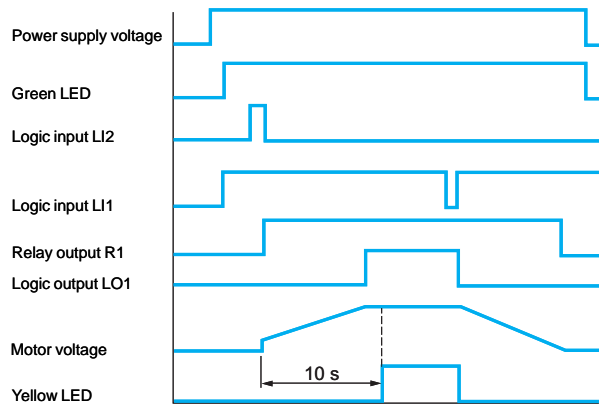 Power supply voltage
Green LED
Logic input LI2
Logic input LI1
Relay output R1
Logic output LO1
Motor voltage
10 s
Yellow LED